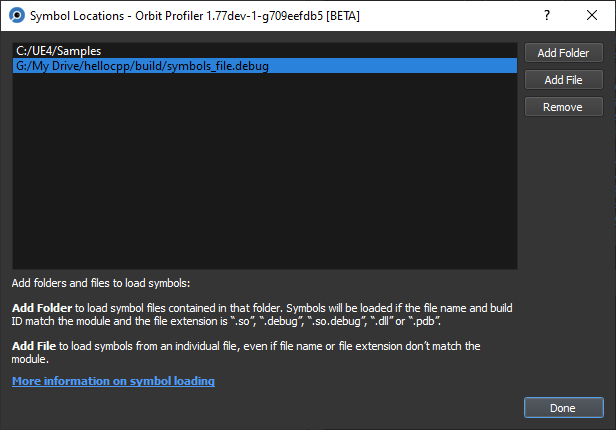 Symbol Locations - Orbit Profiler 1.77dev-1-g709eefdb5 [BETA]
?
C:/UE4/Samples
G:/My Drive/hellocpp/build/symbols_file.debug
Add Folder
Add File
Remove
Add folders and files to load symbols:
Add Folder to load symbol files contained in that folder. Symbols will be loaded if the file name and build
ID match the module and the file extension is “.so”, “.debug”, “.so.debug”, “.dll” or “.pdb”.
Add File to load symbols from an individual file, even if file name or file extension don’t match the
module.
More information on symbol loading
Done